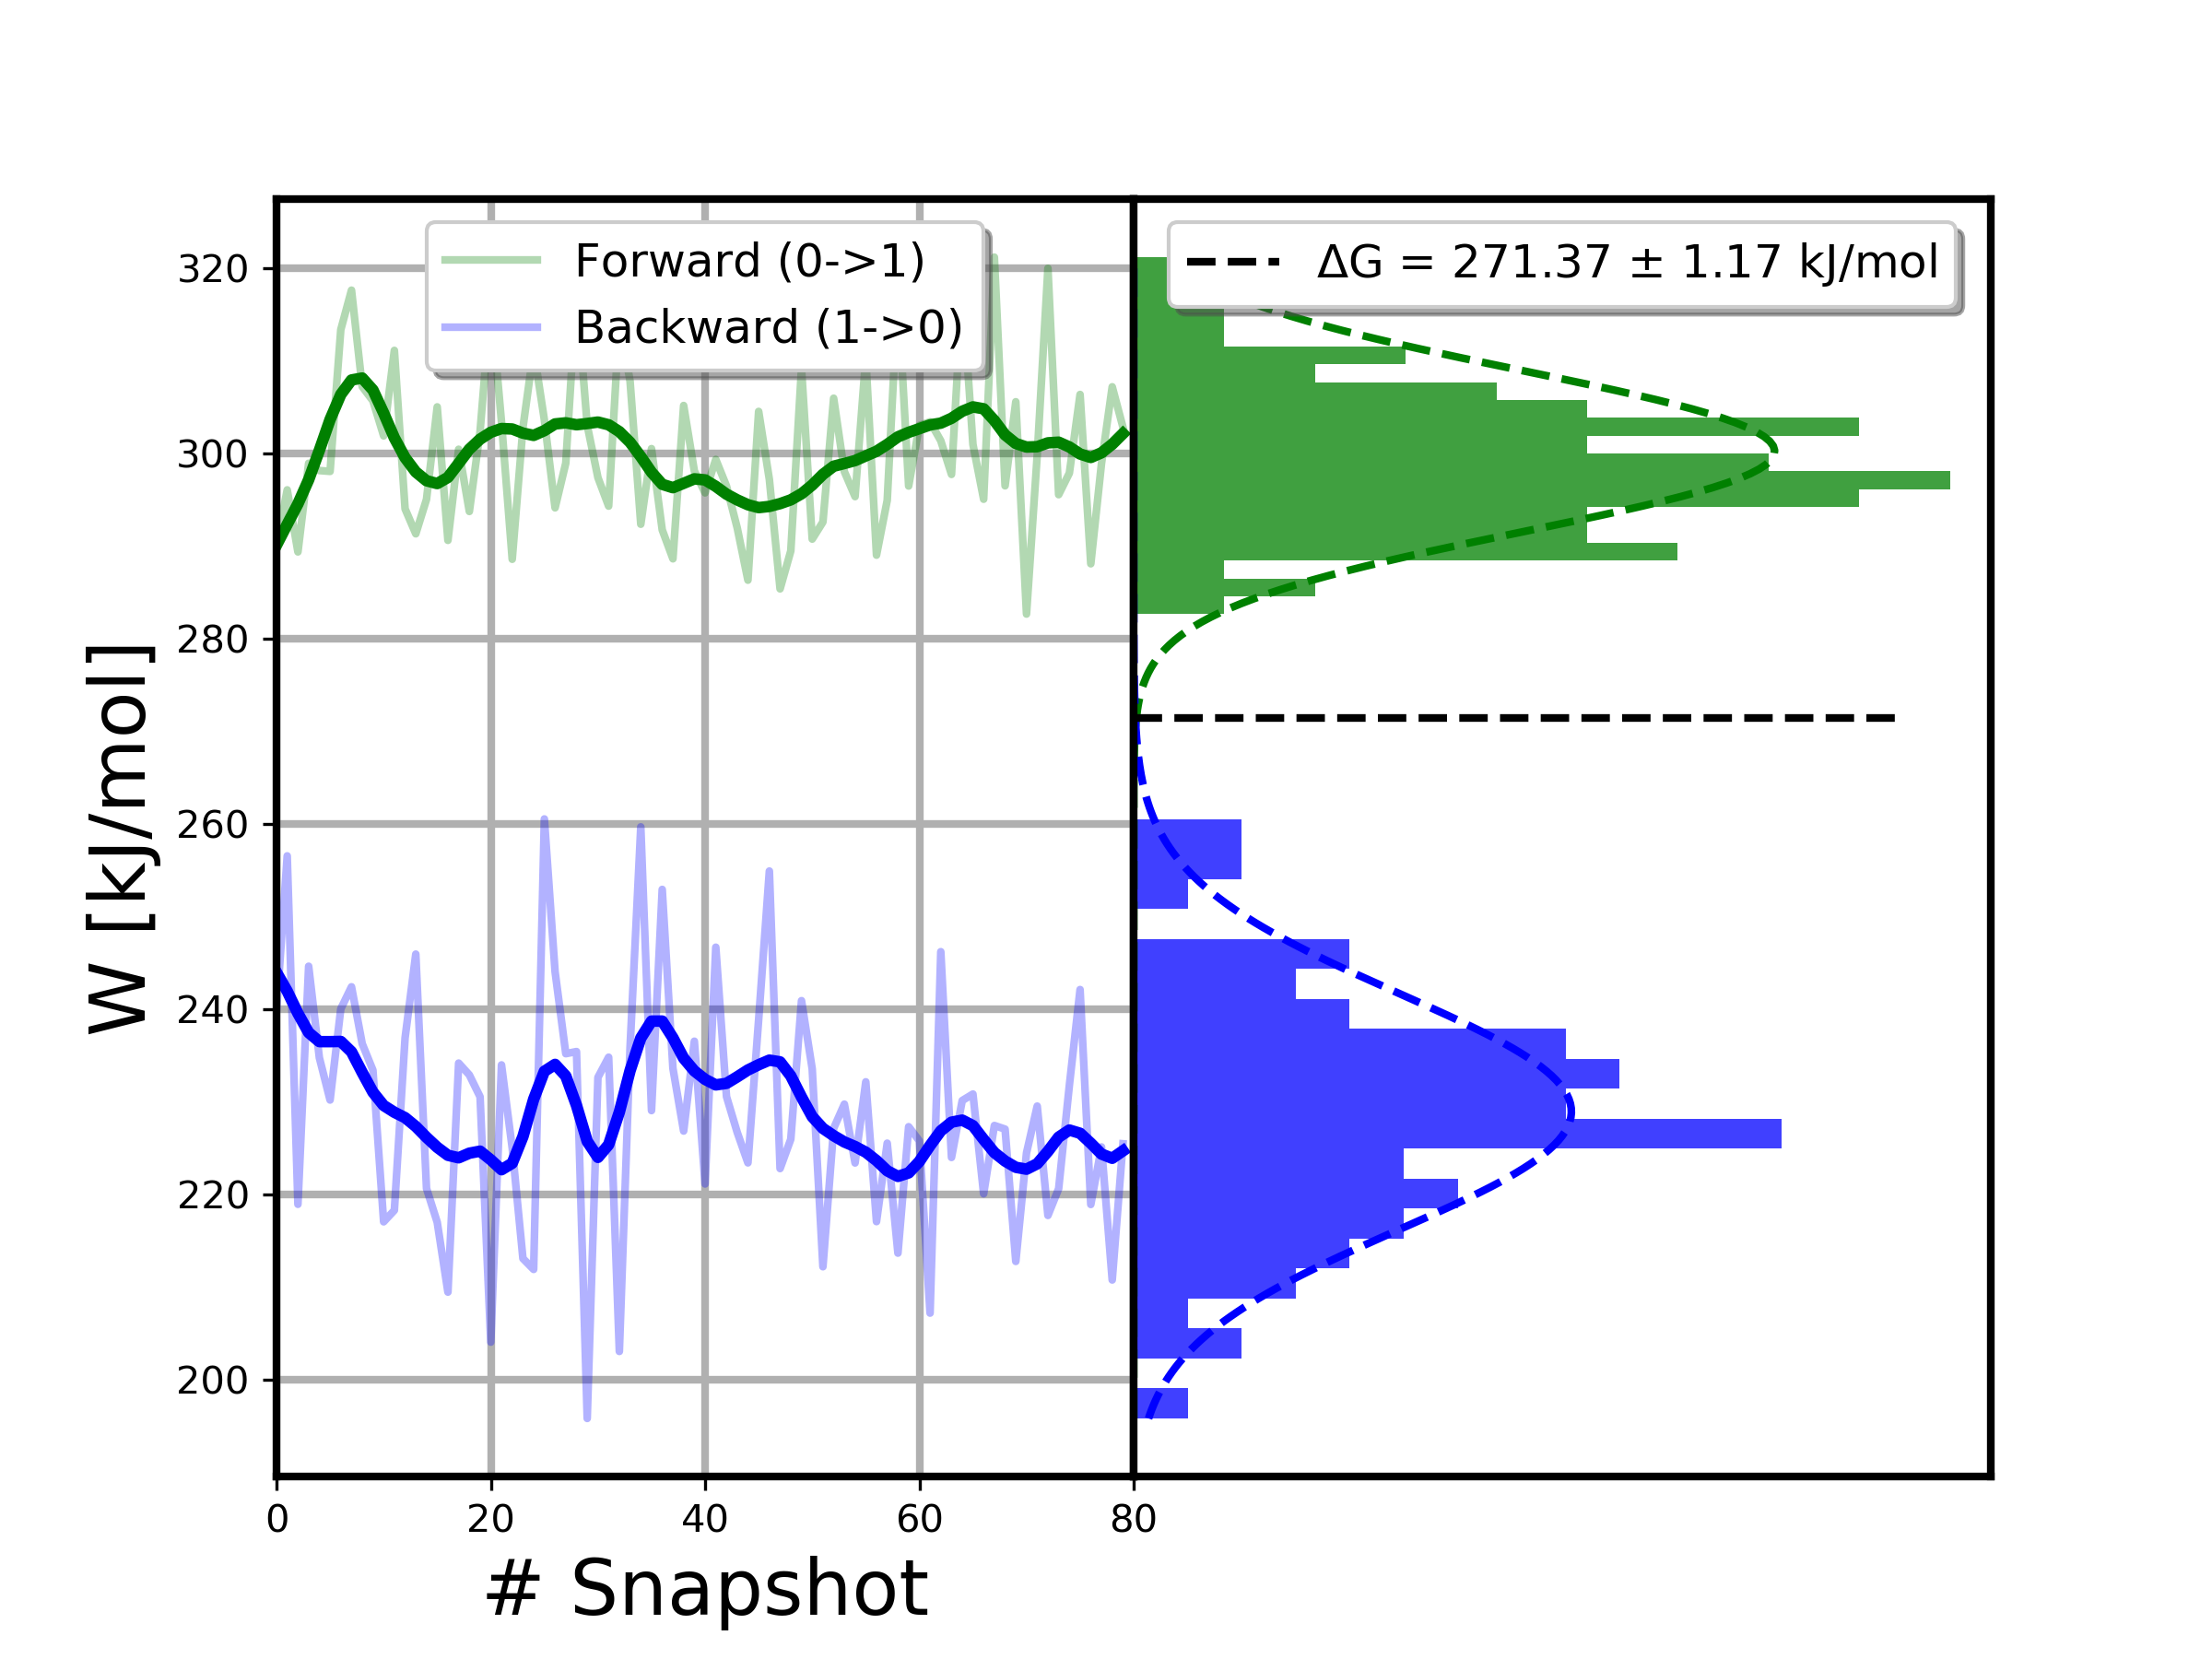 Forward (0->1)
Backward (1->0)
ΔG = 271.37 ± 1.17 kJ/mol
320
300
280
260
240
220
200
W [kJ/mol]
0 20 40 60 80
# Snapshot